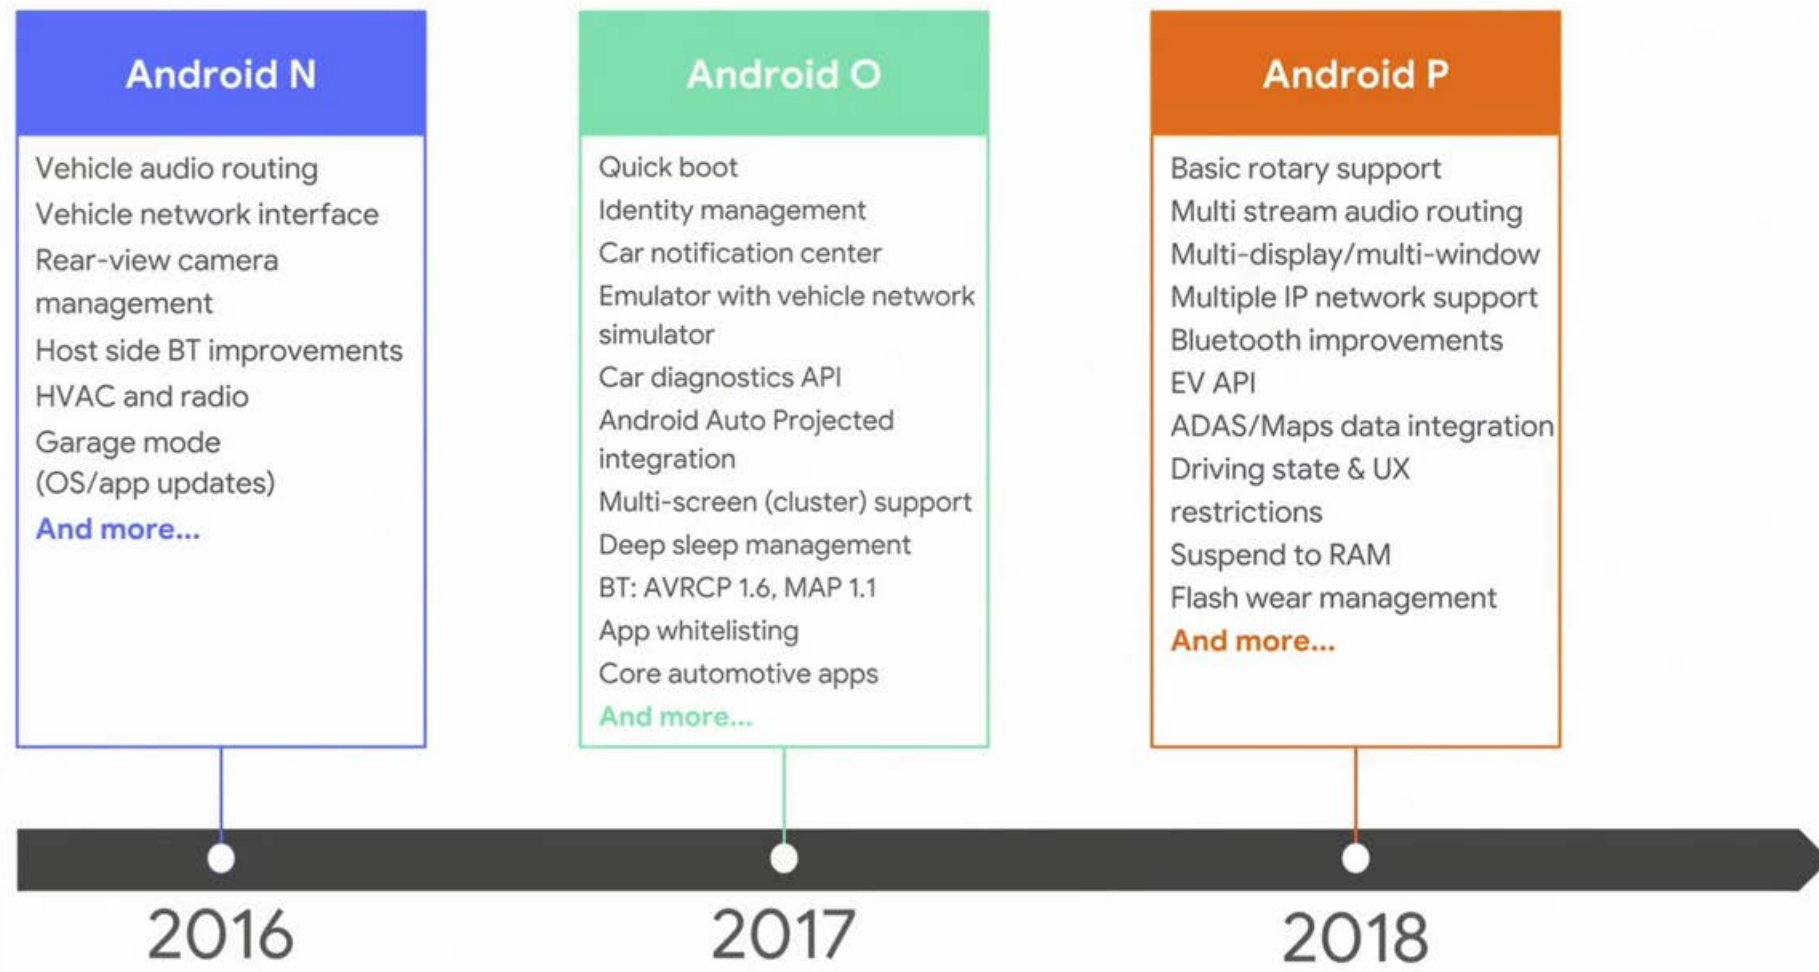 Android N
Vehicle audio routing
Vehicle network interface
Rear-view camera
management
Host side BT improvements
HVAC and radio
Garage mode
(OS/app updates)
And more...
Android O
Quick boot
Identity management
Car notification center
Emulator with vehicle network
simulator
Car diagnostics API
Android Auto Projected
integration
Multi-screen (cluster) support
Deep sleep management
BT: AVRCP 1.6, MAP 1.1
App whitelisting
Core automotive apps
And more...
Android P
Basic rotary support
Multi stream audio routing
Multi-display/multi-window
Multiple IP network support
Bluetooth improvements
EV API
ADAS/Maps data integration
Driving state & UX
restrictions
Suspend to RAM
Flash wear management
And more...
2016
2017
2018